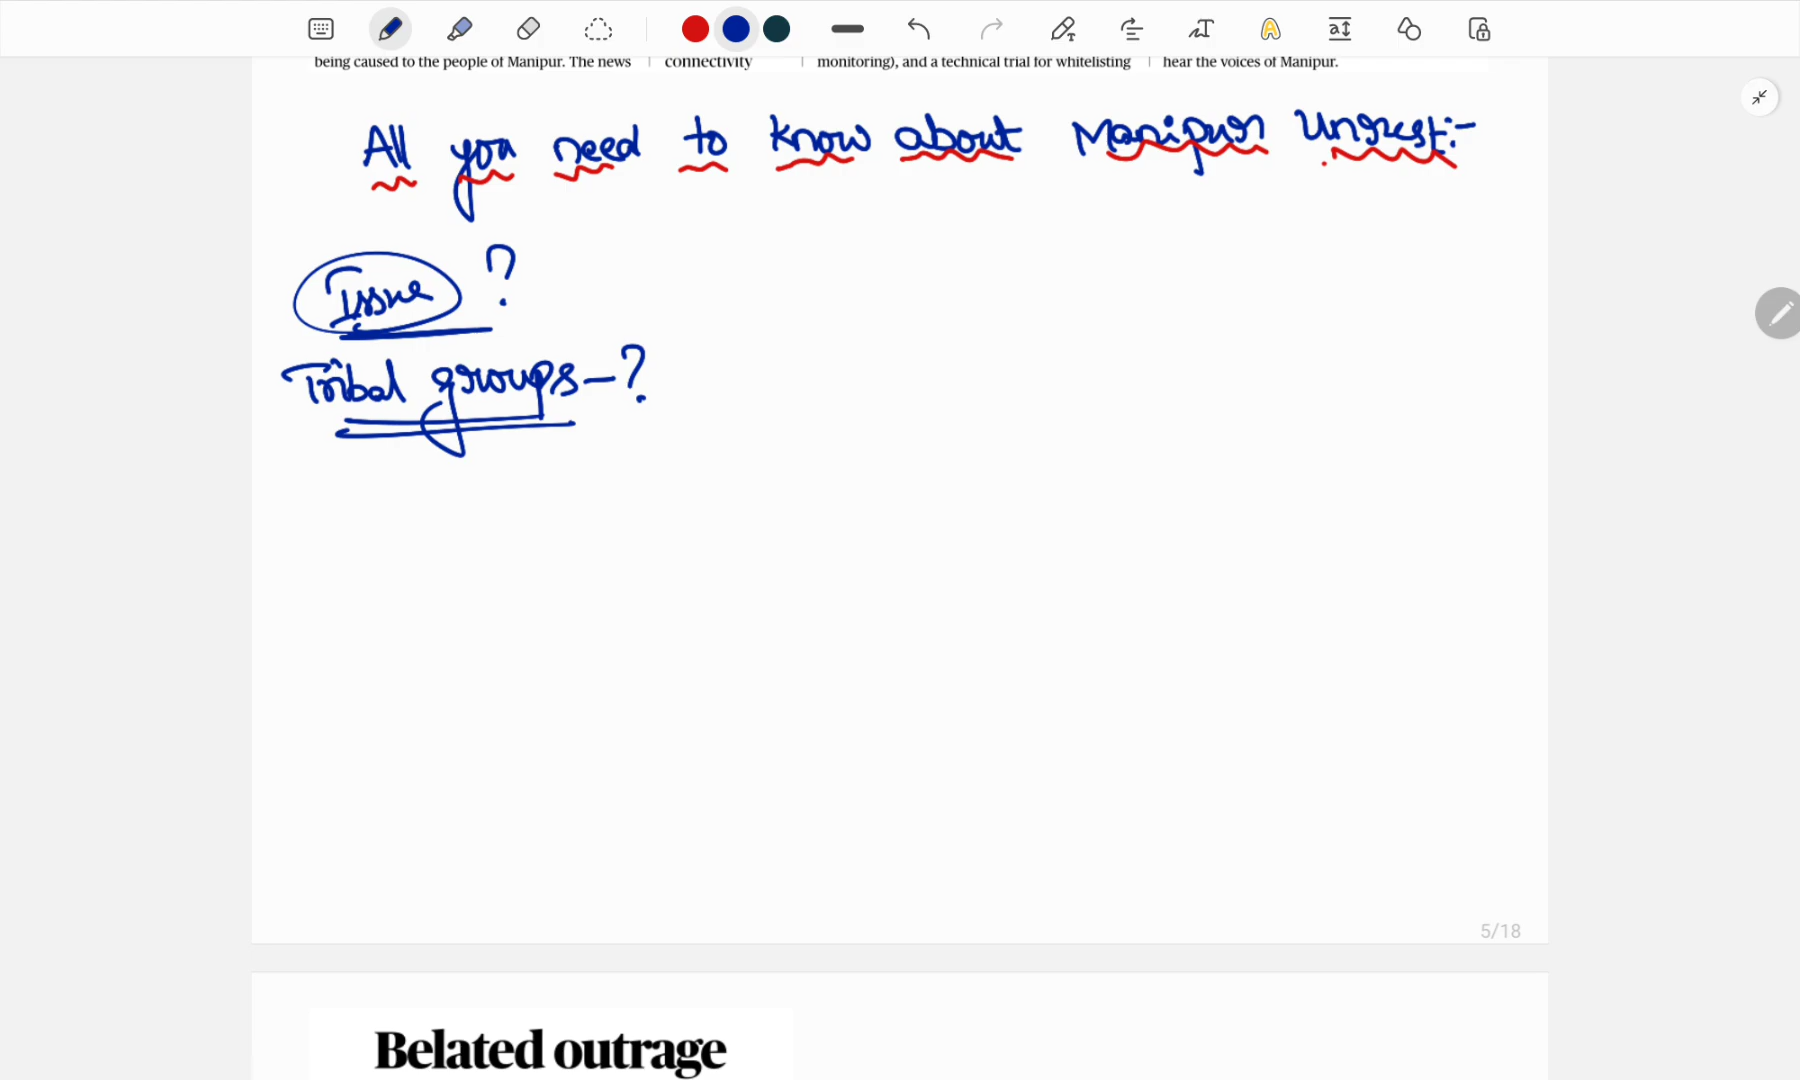 being caused to the people of Manipur. The news
connectivity
monitoring), and a technical trial for whitelisting
hear the voices of Manipur.
All you need to know about Manipur Unrest:-
Issue ?
Tribal groups-?
5/18
Belated outrage